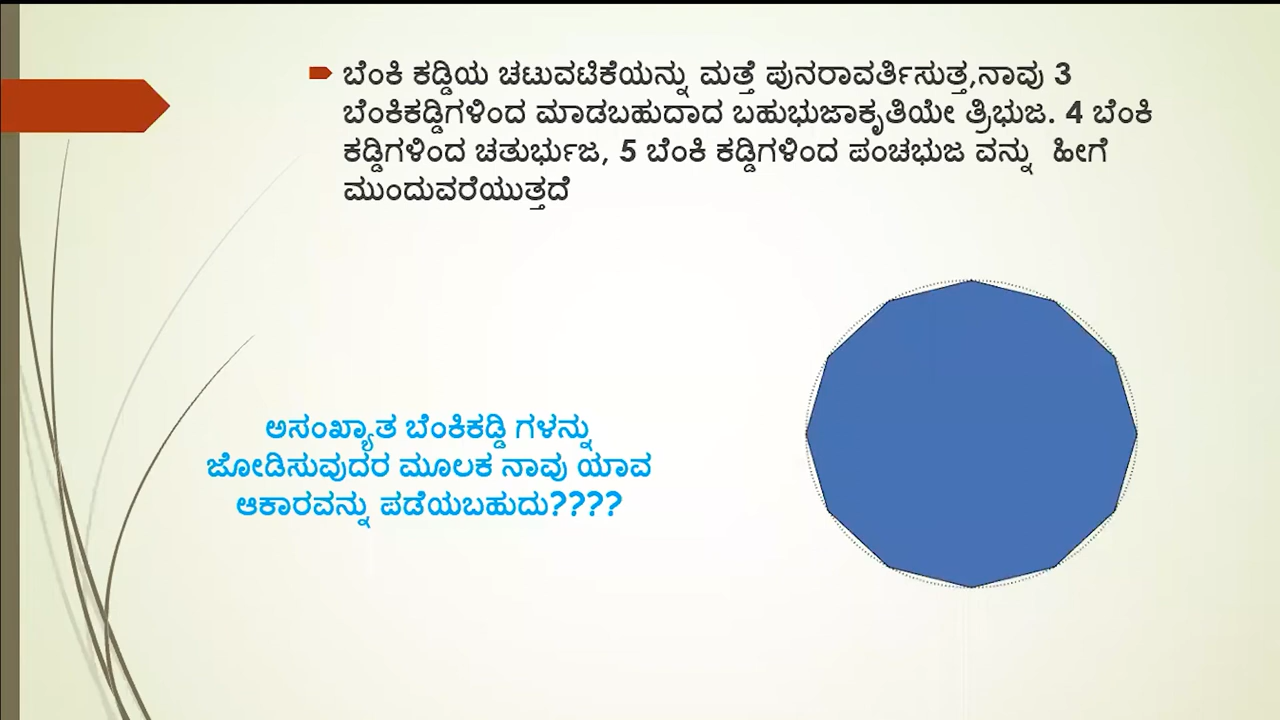 ಬೆಂಕಿ ಕಡ್ಡಿಯ ಚಟುವಟಿಕೆಯನ್ನು ಮತ್ತೆ ಪುನರಾವರ್ತಿಸುತ್ತ,ನಾವು 3
ಬೆಂಕಿಕಡ್ಡಿಗಳಿಂದ ಮಾಡಬಹುದಾದ ಬಹುಭುಜಾಕೃತಿಯೇ ತ್ರಿಭುಜ. 4 ಬೆಂಕಿ
ಕಡ್ಡಿಗಳಿಂದ ಚತುರ್ಭುಜ, 5 ಬೆಂಕಿ ಕಡ್ಡಿಗಳಿಂದ ಪಂಚಭುಜ ವನ್ನು ಹೀಗೆ
ಮುಂದುವರೆಯುತ್ತದೆ
ಅಸಂಖ್ಯಾತ ಬೆಂಕಿಕಡ್ಡಿ ಗಳನ್ನು
ಜೋಡಿಸುವುದರ ಮೂಲಕ ನಾವು ಯಾವ
ಆಕಾರವನ್ನು ಪಡೆಯಬಹುದು????